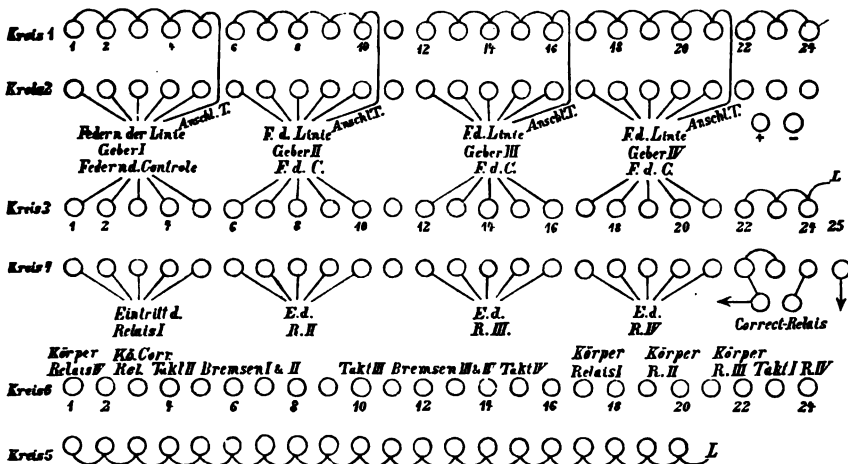 Kreis 1
1 2 4 6 8 10 12 14 16 18 20 22 24
Kreis 2
Anschl. T. Anschl. T. Anschl. T. Anschl. T.
Federn der Linie F. d. Linie F. d. Linie F. d. Linie + -
Geber I Geber II Geber III Geber IV
Federn d. Controle F. d. C. F. d. C. F. d. C.
L
Kreis 3
1 2 4 6 8 10 12 14 16 18 20 22 24 25
Kreis 4
Eintritt d. E. d. E. d. E. d.
Relais I R. II R. III. R. IV Correct-Relais
Körper Kö. Corr. Körper Körper Körper
Relais IV Rel. Takt II Bremsen I & II Takt III Bremsen III & IV Takt IV Relais I R. II R. III Takt I R. IV
Kreis 6
1 2 4 6 8 10 12 14 16 18 20 22 24
Kreis 5 L